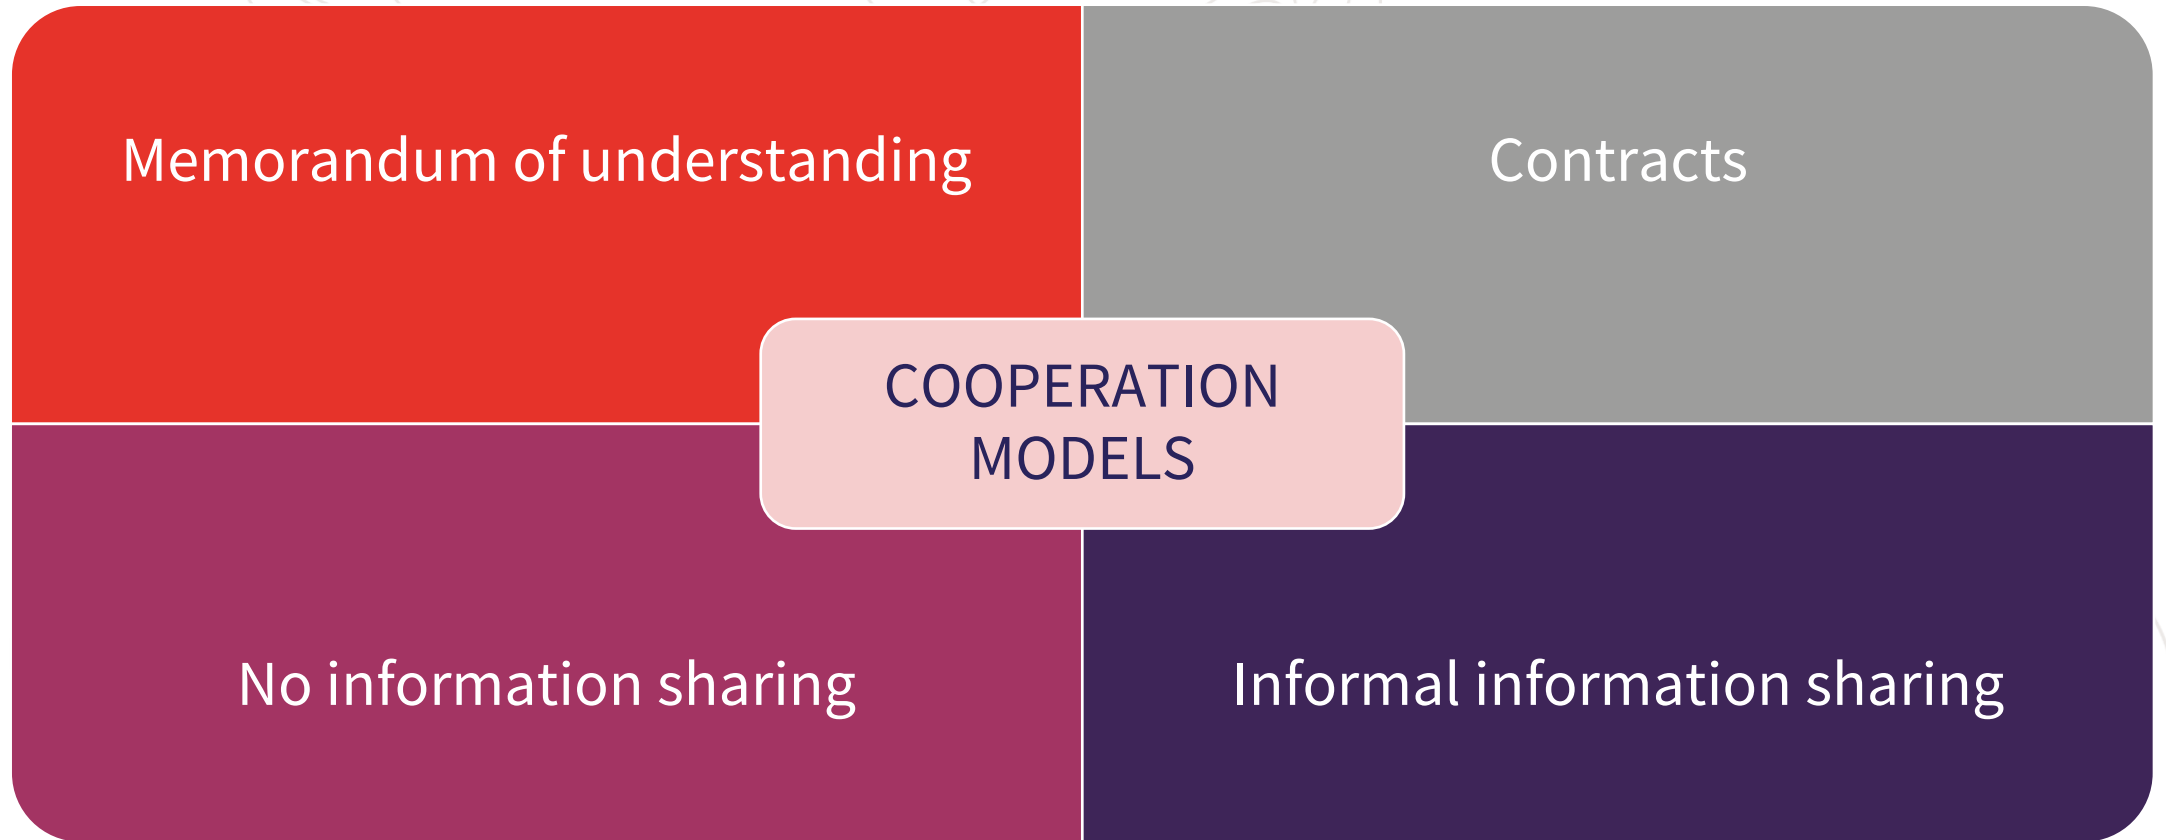 Memorandum of understanding
Contracts
COOPERATION
MODELS
No information sharing
Informal information sharing